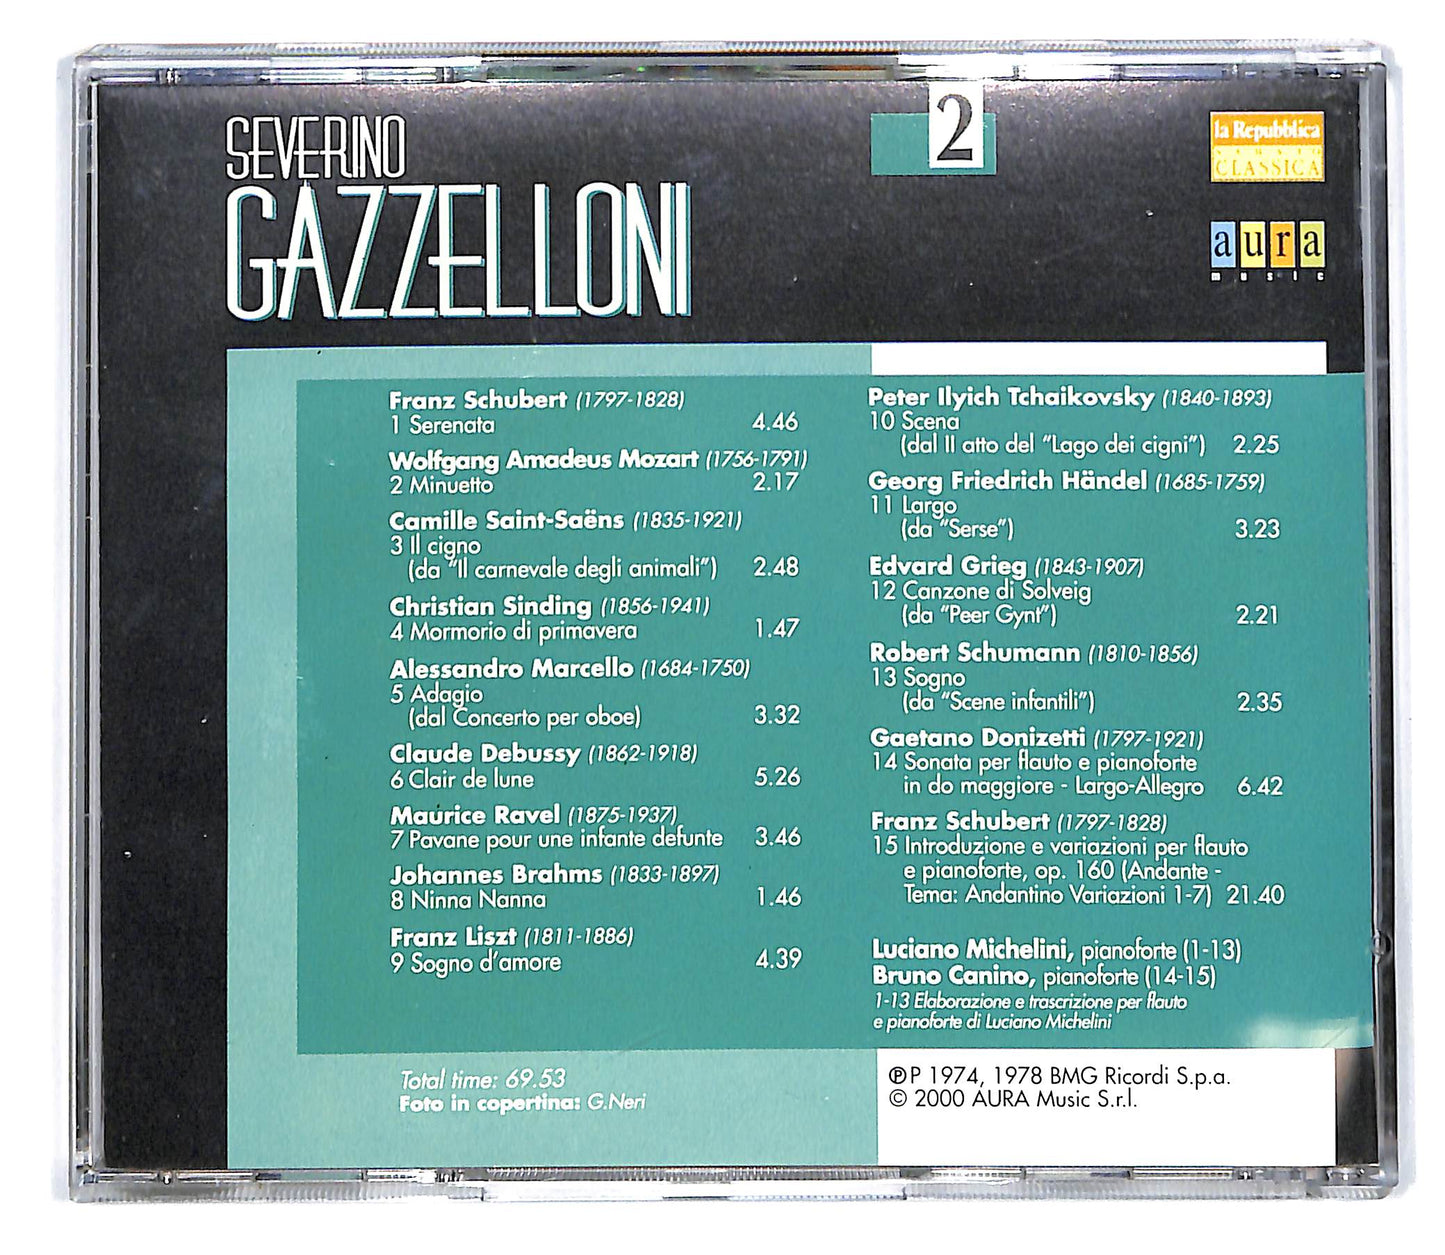 SEVERINO
GAZZELLONI
2
la Repubblica
CLASSICA
aura
music
Franz Schubert (1797-1828)
1 Serenata 4.46
Wolfgang Amadeus Mozart (1756-1791)
2 Minuetto 2.17
Camille Saint-Saëns (1835-1921)
3 Il cigno
(da "Il carnevale degli animali") 2.48
Christian Sinding (1856-1941)
4 Mormorio di primavera 1.47
Alessandro Marcello (1684-1750)
5 Adagio
(dal Concerto per oboe) 3.32
Claude Debussy (1862-1918)
6 Clair de lune 5.26
Maurice Ravel (1875-1937)
7 Pavane pour une infante defunte 3.46
Johannes Brahms (1833-1897)
8 Ninna Nanna 1.46
Franz Liszt (1811-1886)
9 Sogno d'amore 4.39
Peter Ilyich Tchaikovsky (1840-1893)
10 Scena
(dal II atto del "Lago dei cigni") 2.25
Georg Friedrich Händel (1685-1759)
11 Largo
(da "Serse") 3.23
Edvard Grieg (1843-1907)
12 Canzone di Solveig
(da "Peer Gynt") 2.21
Robert Schumann (1810-1856)
13 Sogno
(da "Scene infantili") 2.35
Gaetano Donizetti (1797-1921)
14 Sonata per flauto e pianoforte
in do maggiore - Largo-Allegro 6.42
Franz Schubert (1797-1828)
15 Introduzione e variazioni per flauto
e pianoforte, op. 160 (Andante -
Tema: Andantino Variazioni 1-7) 21.40
Luciano Michelini, pianoforte (1-13)
Bruno Canino, pianoforte (14-15)
1-13 Elaborazione e trascrizione per flauto
e pianoforte di Luciano Michelini
Total time: 69.53
Foto in copertina: G.Neri
℗P 1974, 1978 BMG Ricordi S.p.a.
© 2000 AURA Music S.r.l.